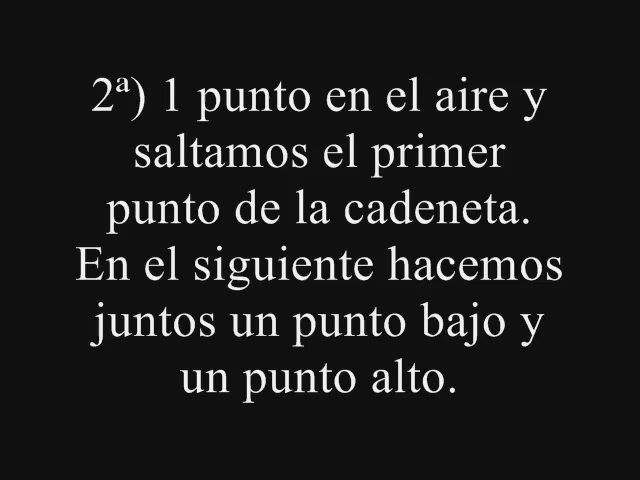 2ª) 1 punto en el aire y
saltamos el primer
punto de la cadeneta.
En el siguiente hacemos
juntos un punto bajo y
un punto alto.